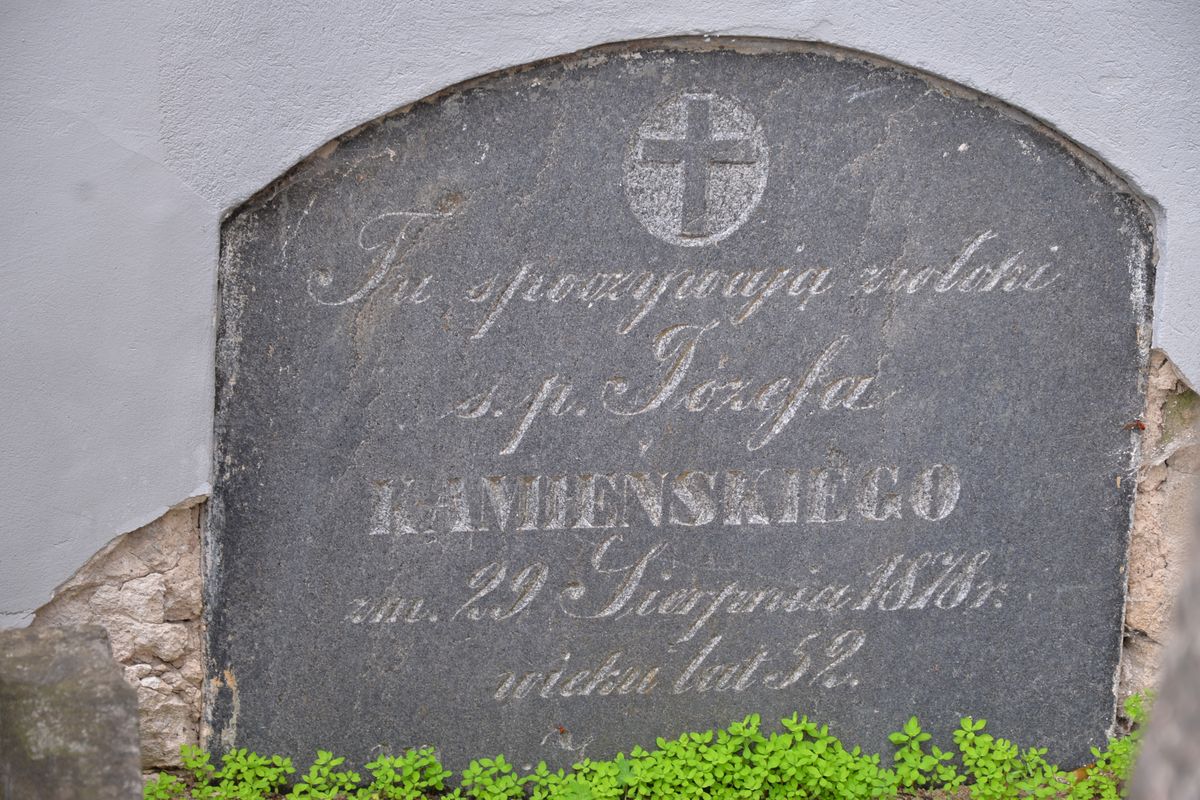 Tu spoczywają zwłoki
s.p. Józefa
KAMIEŃSKIEGO
zm. 29 Sierpnia 1878 r.
wieku lat 52.